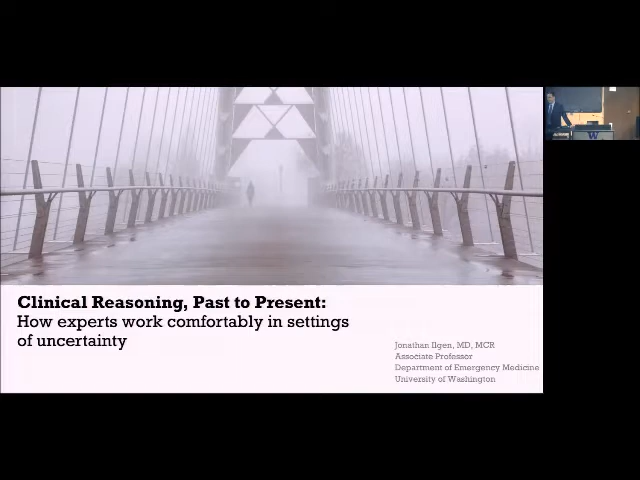 Clinical Reasoning, Past to Present:
How experts work comfortably in settings
of uncertainty
Jonathan Ilgen, MD, MCR
Associate Professor
Department of Emergency Medicine
University of Washington
W